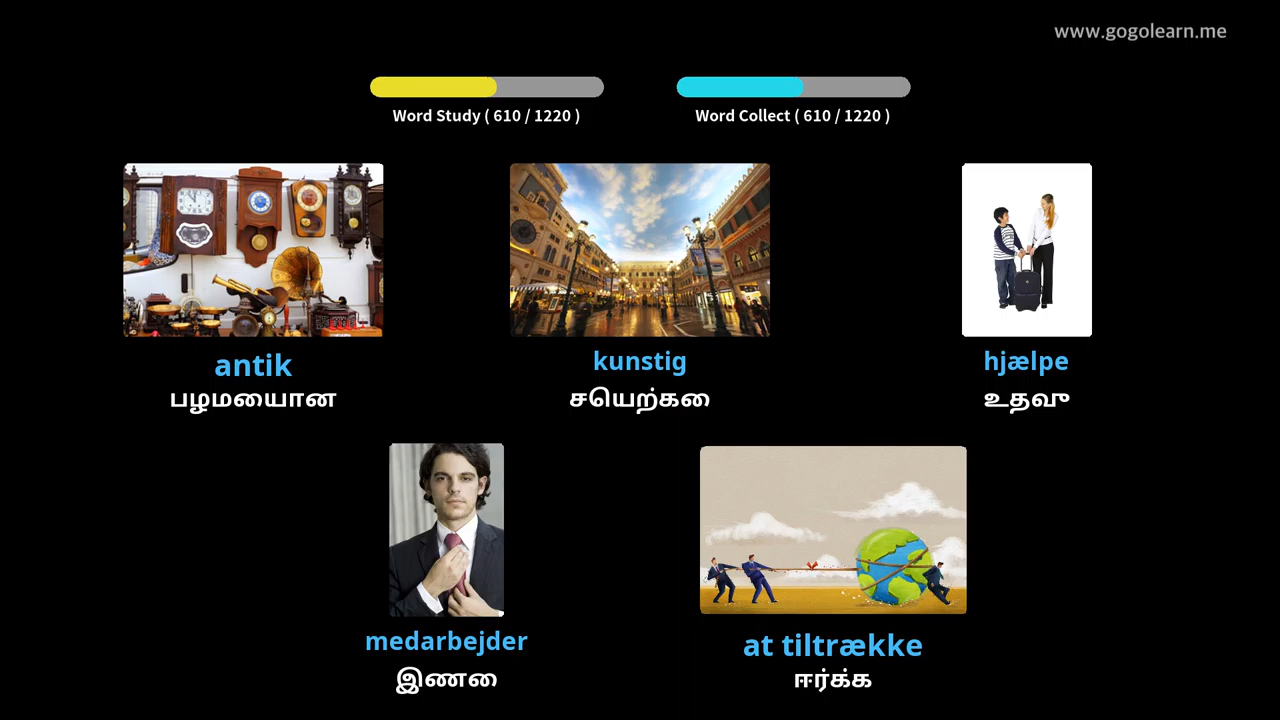 www.gogolearn.me
Word Study ( 610 / 1220 )
Word Collect ( 610 / 1220 )
antik
kunstig
hjælpe
பழமையான
செயற்கை
உதவு
medarbejder
at tiltrække
இணை
ஈர்க்க